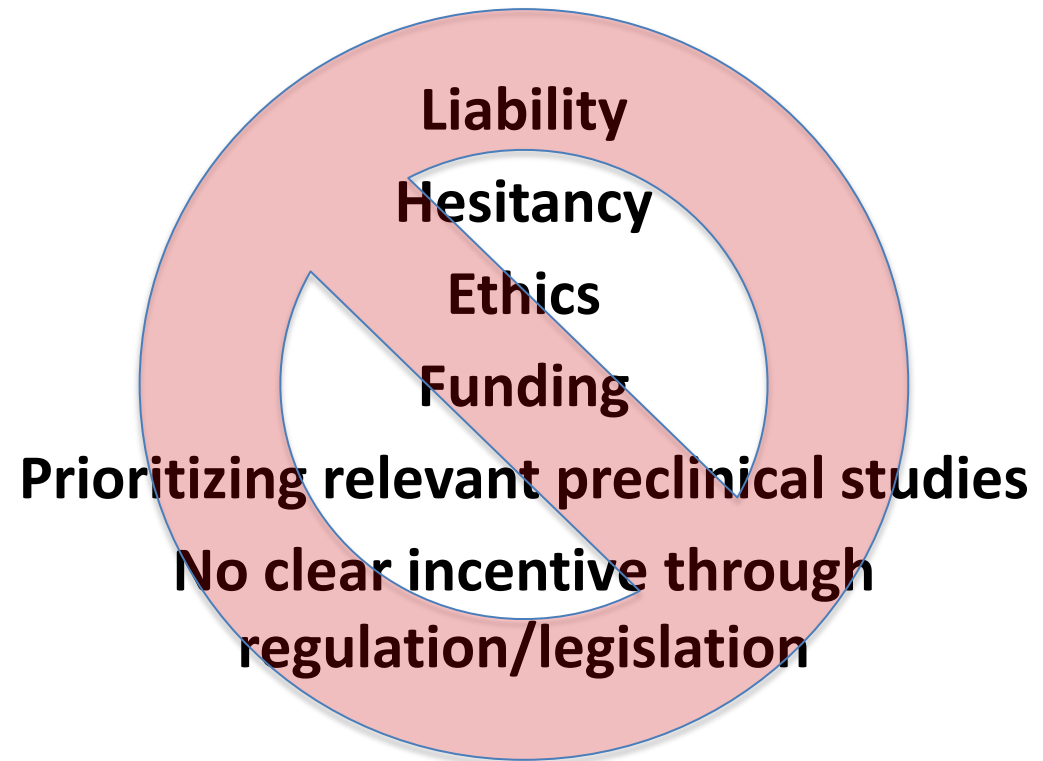 Liability
Hesitancy
Ethics
Funding
Prioritizing relevant preclinical studies
No clear incentive through
regulation/legislation